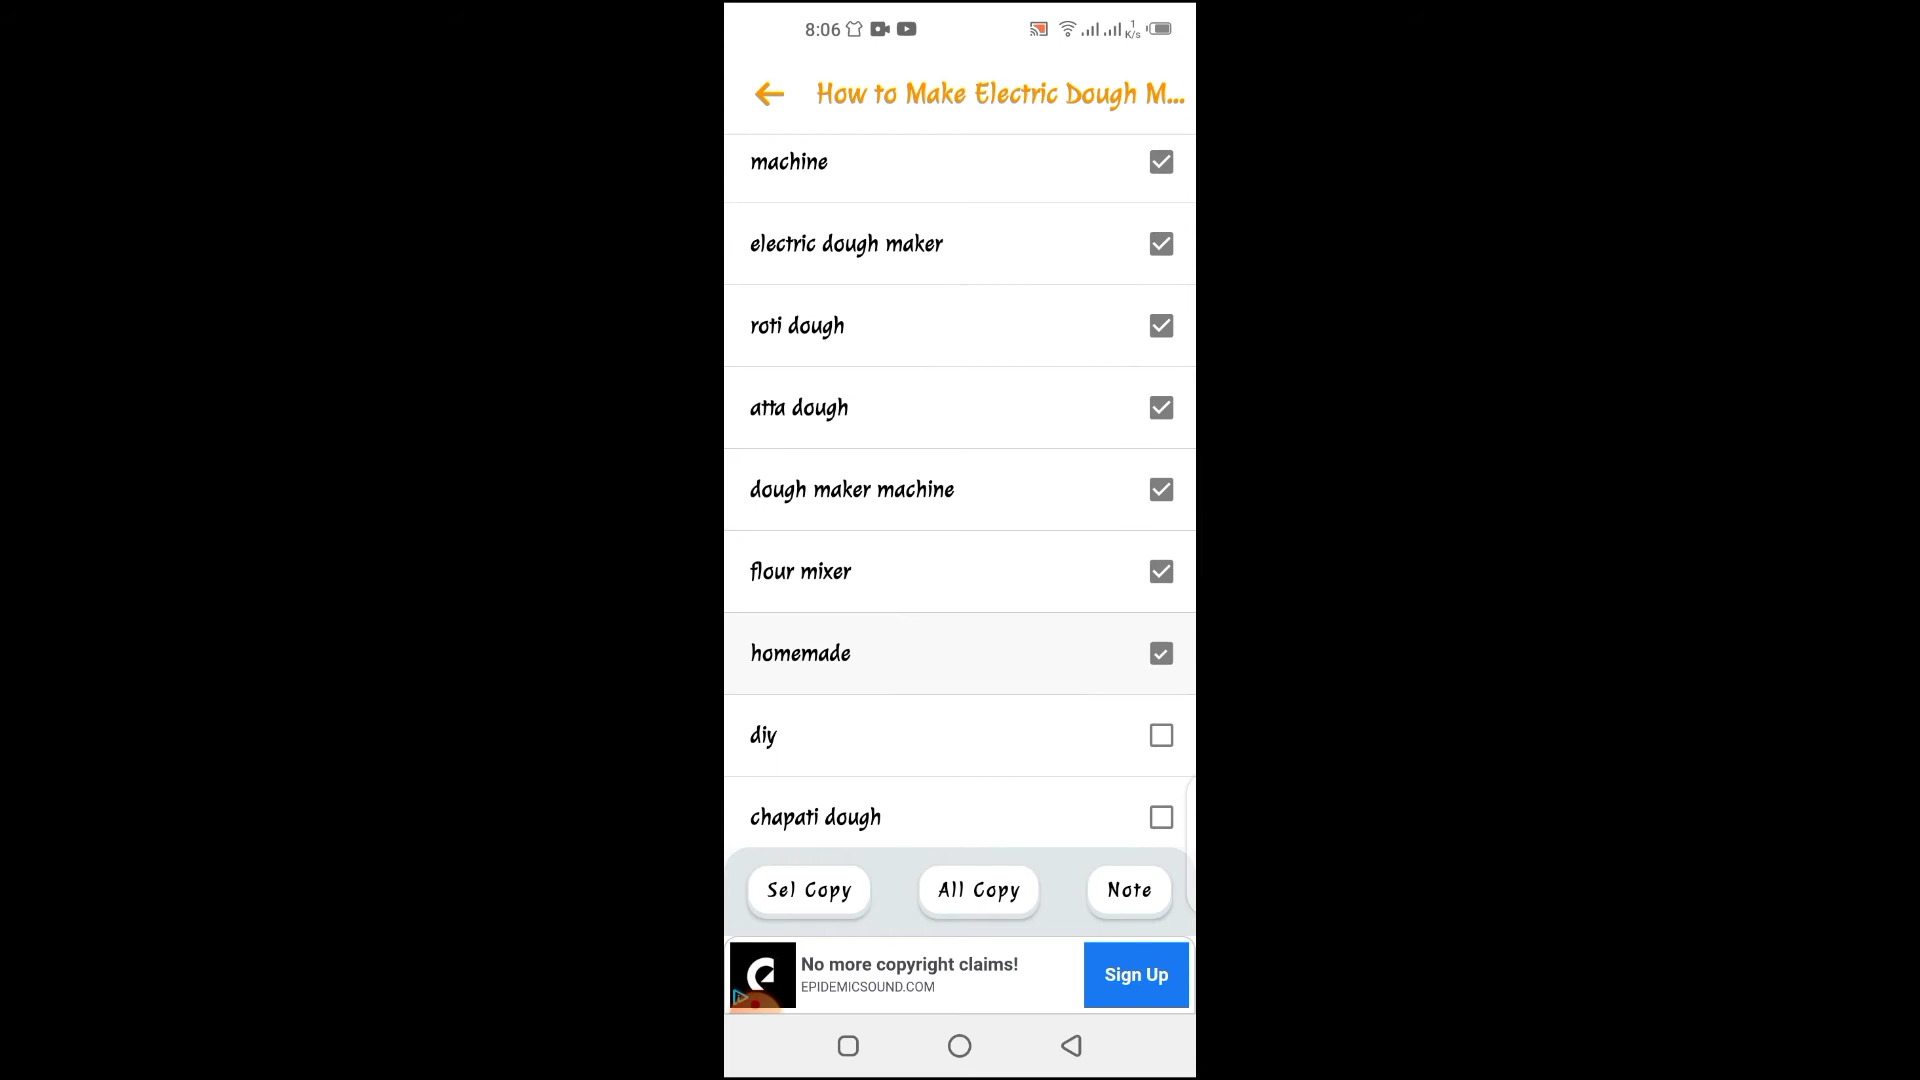 8:06
1
K/s
How to Make Electric Dough M...
machine
electric dough maker
roti dough
atta dough
dough maker machine
flour mixer
homemade
diy
chapati dough
Sel Copy
All Copy
Note
No more copyright claims!
EPIDEMICSOUND.COM
Sign Up